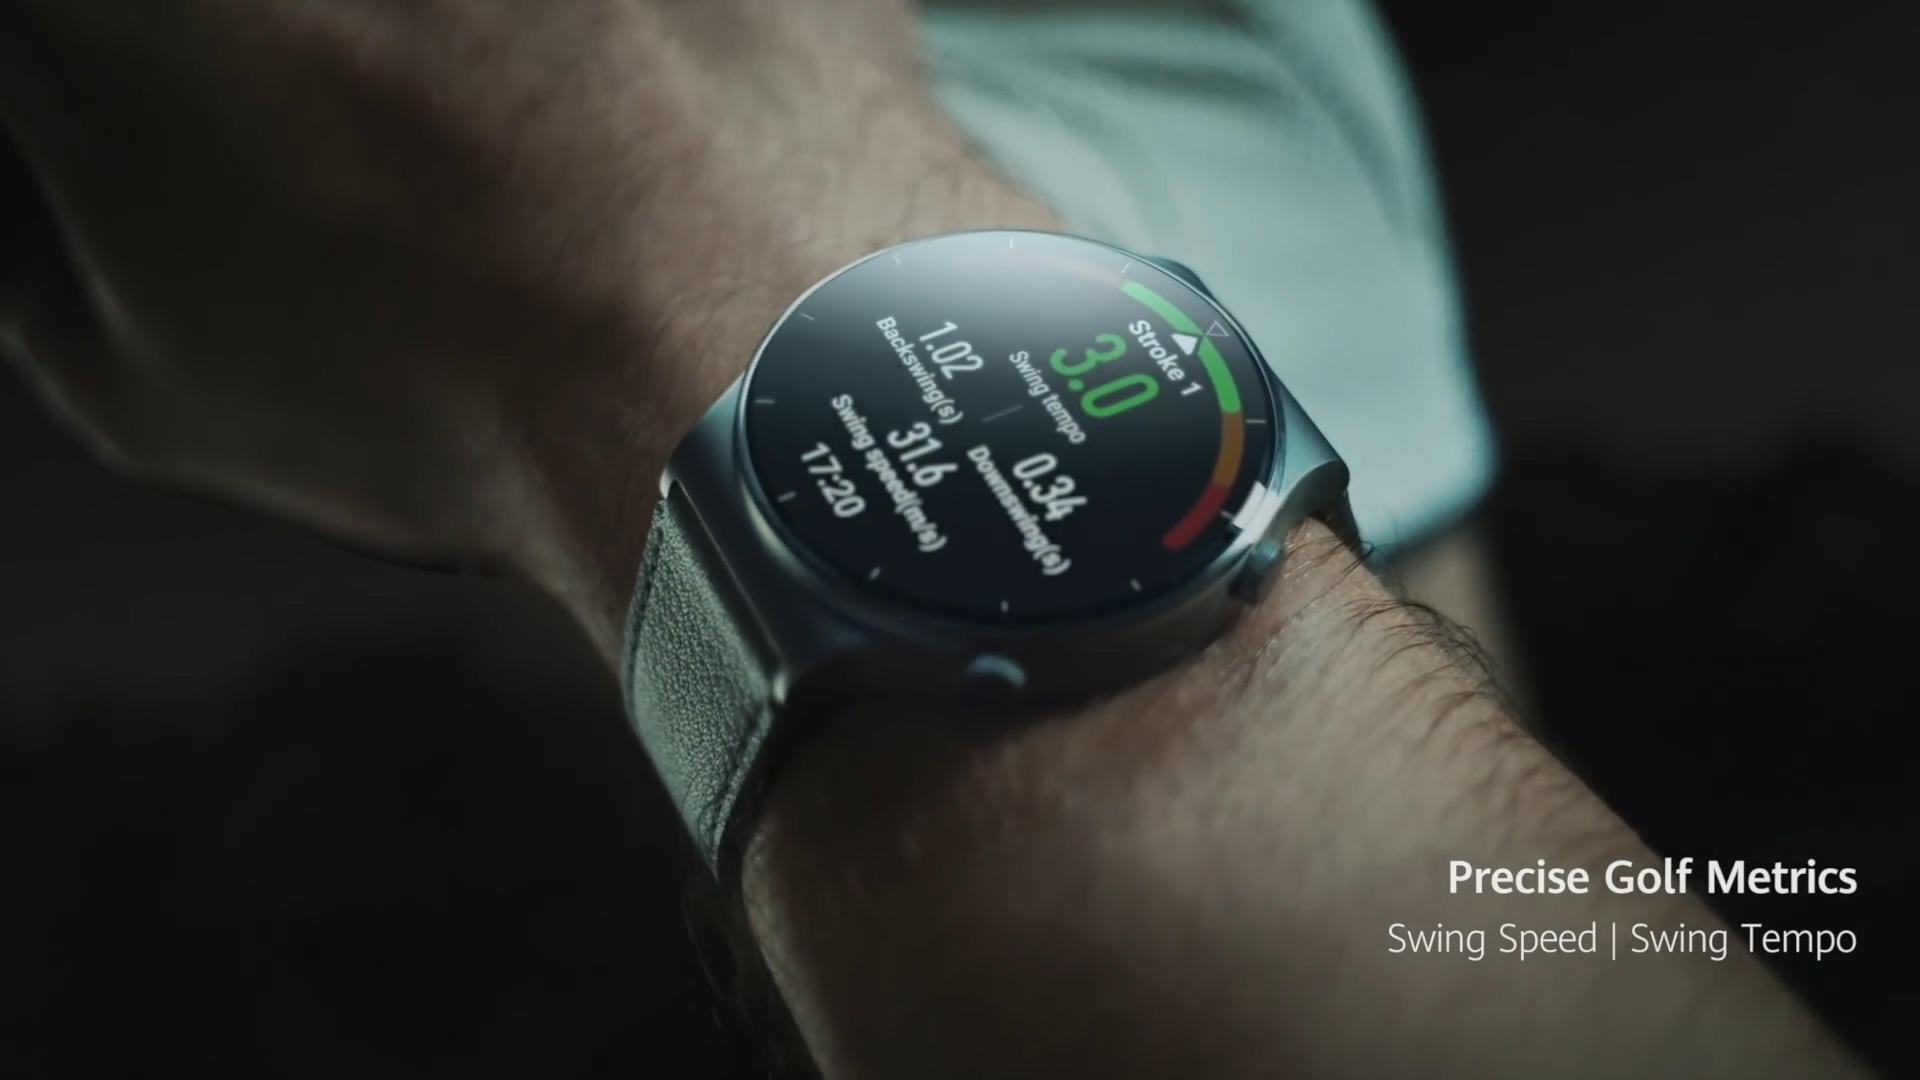 Stroke 1
3.0
Swing tempo
1.02
Backswing(s)
0.34
Downswing(s)
31.6
Swing speed(m/s)
17:20
Precise Golf Metrics
Swing Speed | Swing Tempo